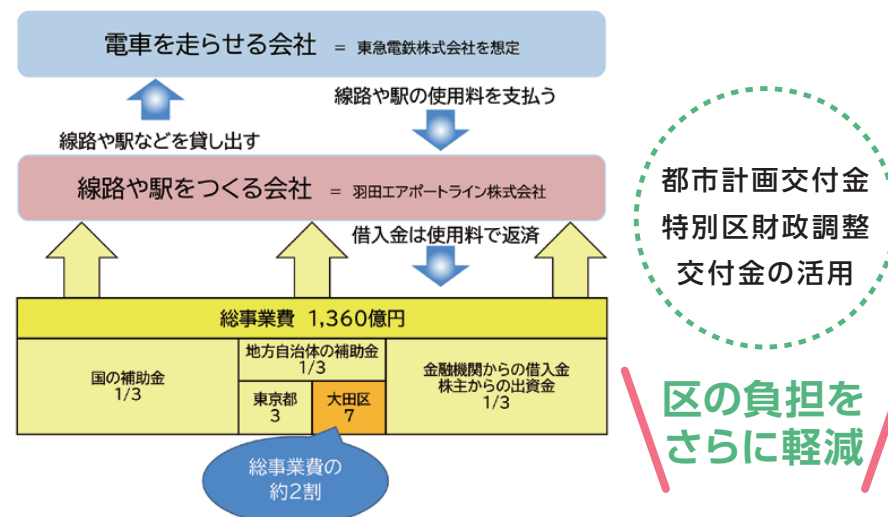 電車を走らせる会社 = 東急電鉄株式会社を想定
線路や駅の使用料を支払う
線路や駅などを貸し出す
線路や駅をつくる会社 = 羽田エアポートライン株式会社
借入金は使用料で返済
総事業費 1,360億円
国の補助金
1/3
地方自治体の補助金
1/3
東京都
3
大田区
7
金融機関からの借入金
株主からの出資金
1/3
総事業費の
約2割
都市計画交付金
特別区財政調整
交付金の活用
区の負担を
さらに軽減